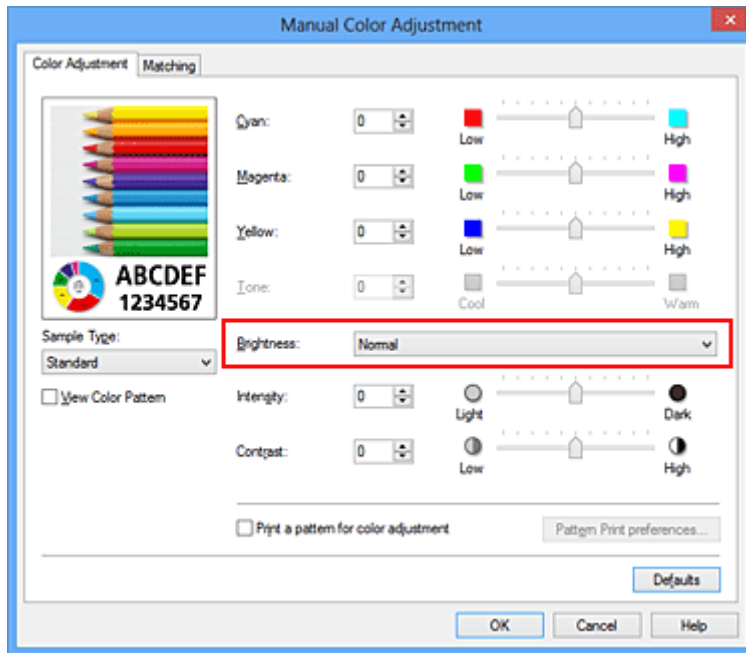 Manual Color Adjustment
Color Adjustment Matching
ABCDEF
1234567
Sample Type:
Standard
View Color Pattern
Cyan: 0 Low High
Magenta: 0 Low High
Yellow: 0 Low High
Tone: 0 Cool Warm
Brightness: Normal
Intensity: 0 Light Dark
Contrast: 0 Low High
Print a pattern for color adjustment Pattern Print preferences...
Defaults
OK Cancel Help